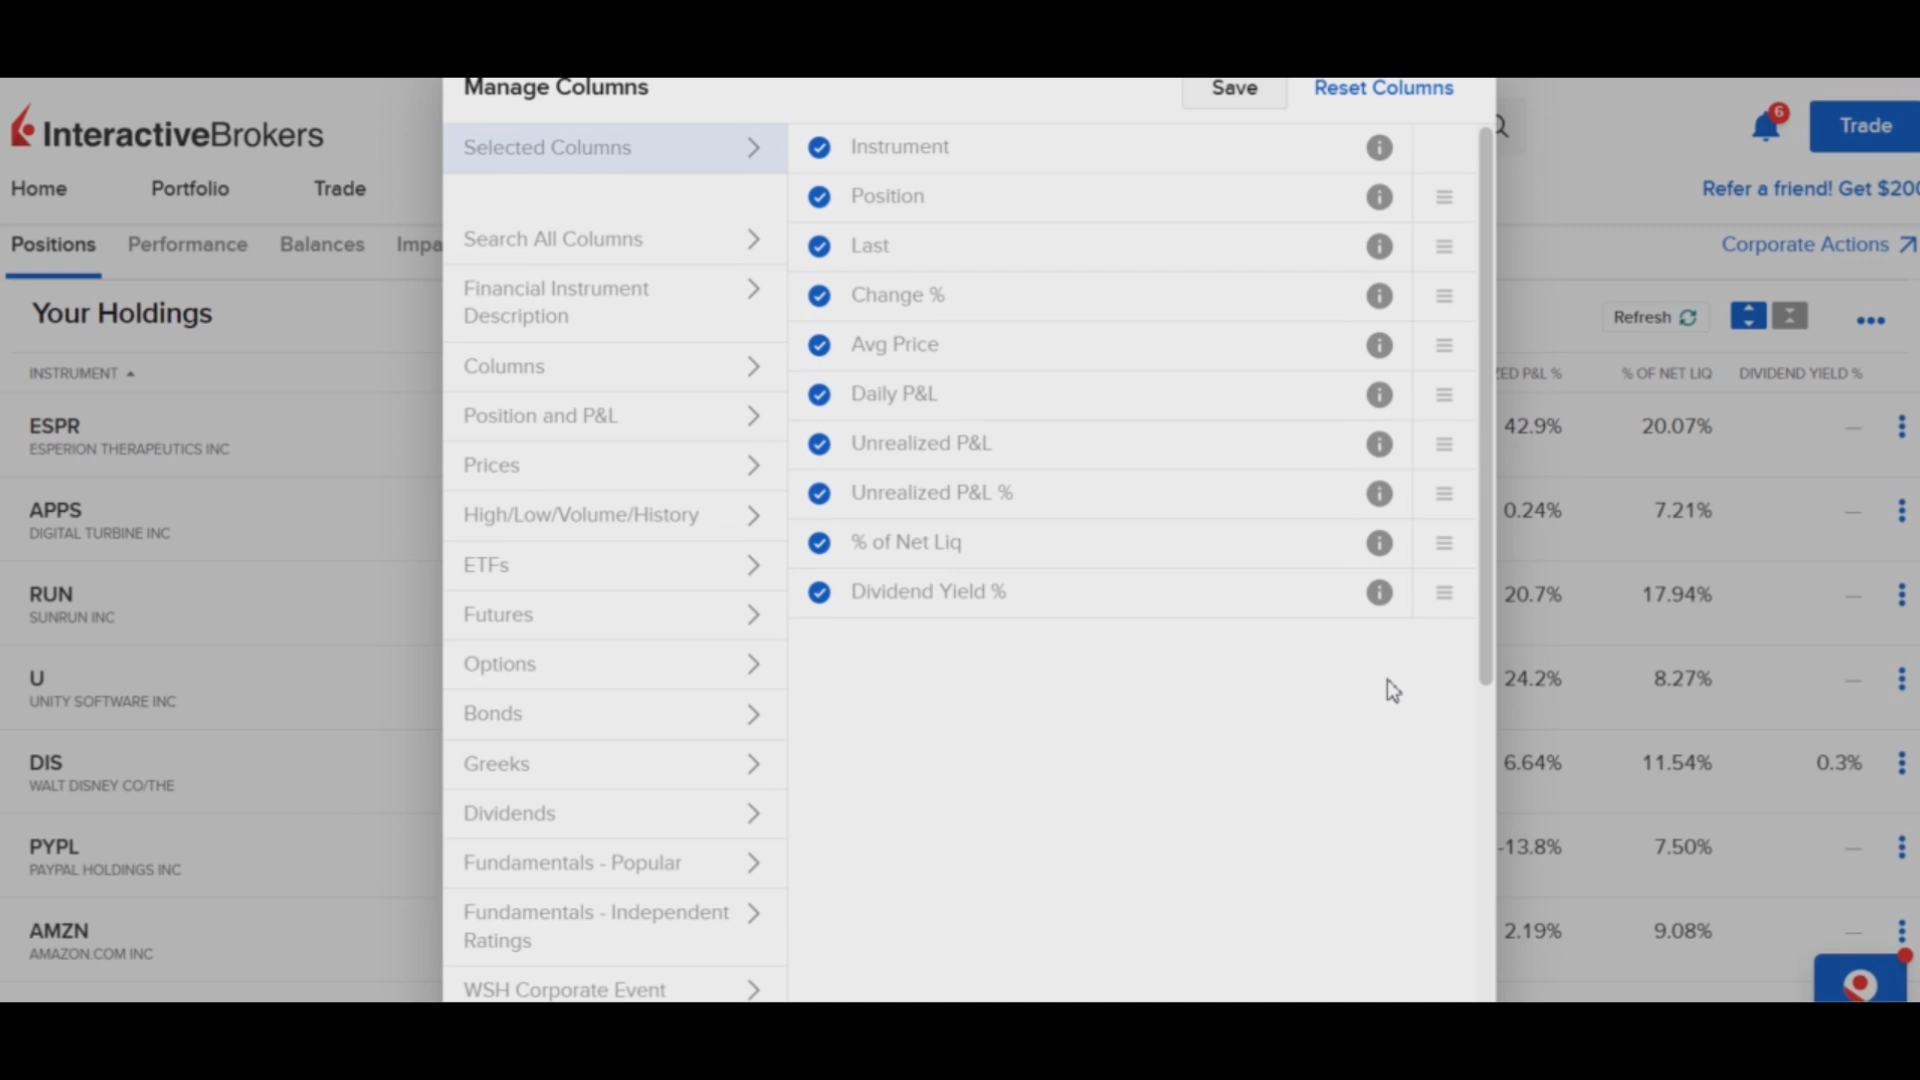 Manage Columns
Save
Reset Columns
InteractiveBrokers
6
Trade
Home
Portfolio
Trade
Refer a friend! Get $200
Positions
Performance
Balances
Impa
Corporate Actions
Your Holdings
Refresh
INSTRUMENT
ZED P&L %
% OF NET LIQ
DIVIDEND YIELD %
ESPR
ESPERION THERAPEUTICS INC
42.9%
20.07%
—
APPS
DIGITAL TURBINE INC
0.24%
7.21%
—
RUN
SUNRUN INC
20.7%
17.94%
—
U
UNITY SOFTWARE INC
24.2%
8.27%
—
DIS
WALT DISNEY CO/THE
6.64%
11.54%
0.3%
PYPL
PAYPAL HOLDINGS INC
-13.8%
7.50%
—
AMZN
AMAZON.COM INC
2.19%
9.08%
—
Selected Columns
Search All Columns
Financial Instrument
Description
Columns
Position and P&L
Prices
High/Low/Volume/History
ETFs
Futures
Options
Bonds
Greeks
Dividends
Fundamentals - Popular
Fundamentals - Independent
Ratings
WSH Corporate Event
Instrument
Position
Last
Change %
Avg Price
Daily P&L
Unrealized P&L
Unrealized P&L %
% of Net Liq
Dividend Yield %